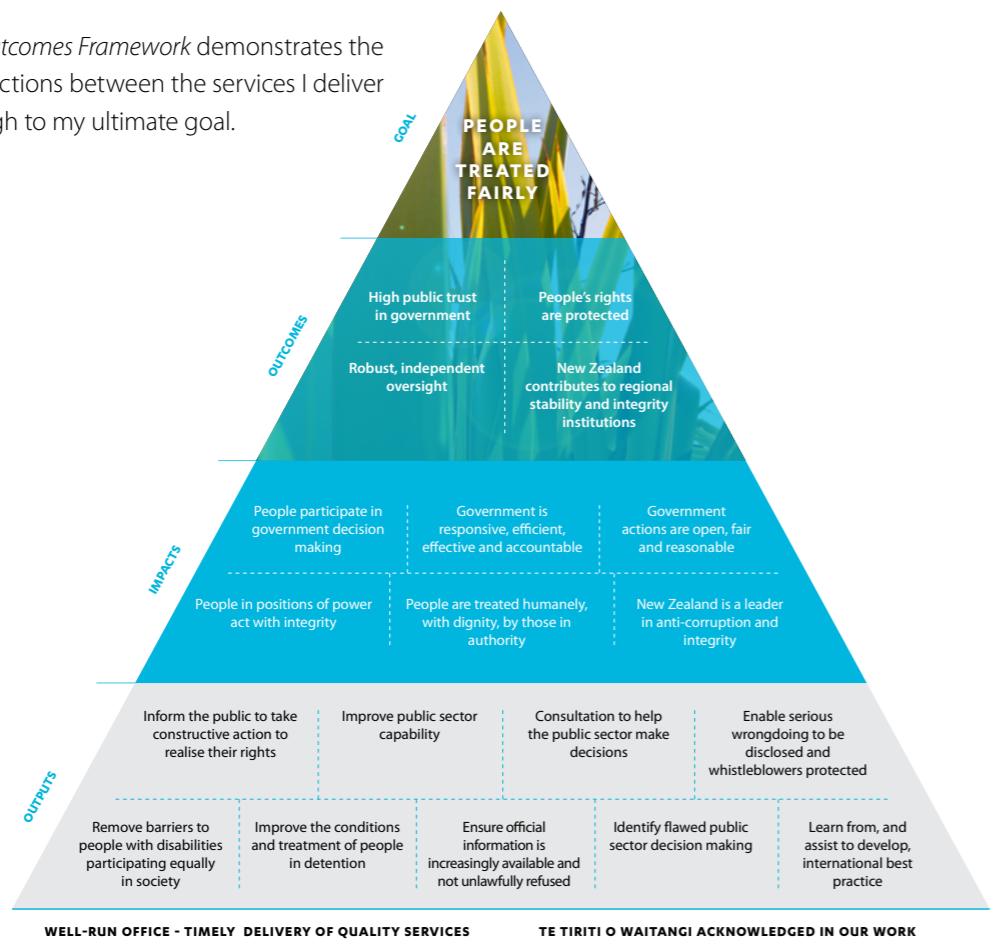 utcomes Framework demonstrates the
ctions between the services I deliver
gh to my ultimate goal.
GOAL
PEOPLE
ARE
TREATED
FAIRLY
OUTCOMES
High public trust
in government
People's rights
are protected
Robust, independent
oversight
New Zealand
contributes to regional
stability and integrity
institutions
IMPACTS
People participate in
government decision
making
Government is
responsive, efficient,
effective and accountable
Government
actions are open, fair
and reasonable
People in positions of power
act with integrity
People are treated humanely,
with dignity, by those in
authority
New Zealand is a leader
in anti-corruption and
integrity
OUTPUTS
Inform the public to take
constructive action to
realise their rights
Improve public sector
capability
Consultation to help
the public sector make
decisions
Enable serious
wrongdoing to be
disclosed and
whistleblowers protected
Remove barriers to
people with disabilities
participating equally
in society
Improve the conditions
and treatment of people
in detention
Ensure official
information is
increasingly available and
not unlawfully refused
Identify flawed public
sector decision making
Learn from, and
assist to develop,
international best
practice
WELL-RUN OFFICE - TIMELY DELIVERY OF QUALITY SERVICES
TE TIRITI O WAITANGI ACKNOWLEDGED IN OUR WORK